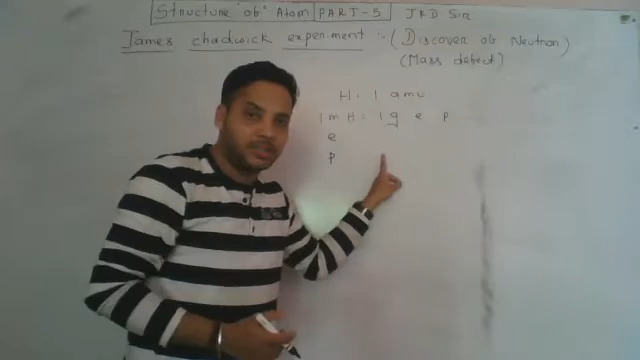 Structure of Atom PART-5 JKD Sir
James chadwick experiment :- (Discover of Neutron)
(Mass defect)
H = 1 amu
1 m H = 1 g e p
e
p